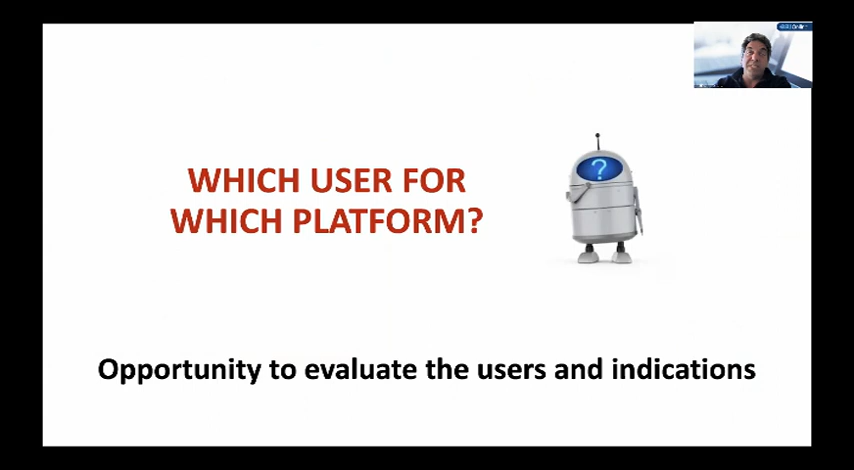 WHICH USER FOR
WHICH PLATFORM?
?
Opportunity to evaluate the users and indications